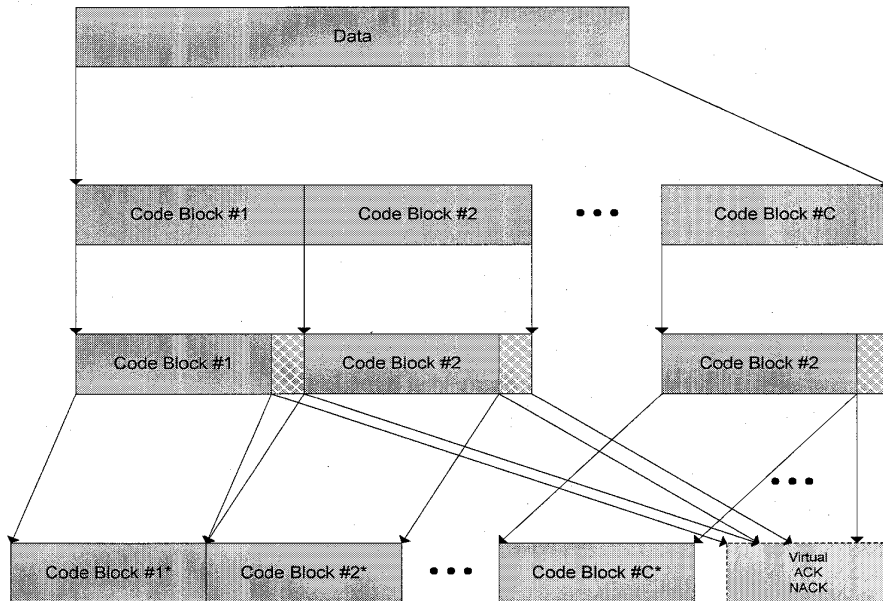 Data
Code Block #1
Code Block #2
Code Block #C
Code Block #1
Code Block #2
Code Block #2
Code Block #1*
Code Block #2*
Code Block #C*
Virtual
ACK
NACK